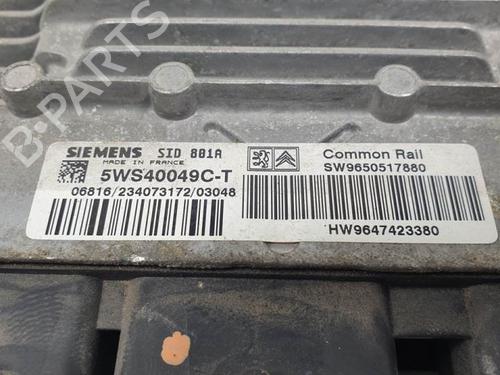 SIEMENS SID 801A
MADE IN FRANCE
5WS40049C-T
06816/234073172/03048
Common Rail
SW9650517880
HW9647423380
B-PARTS